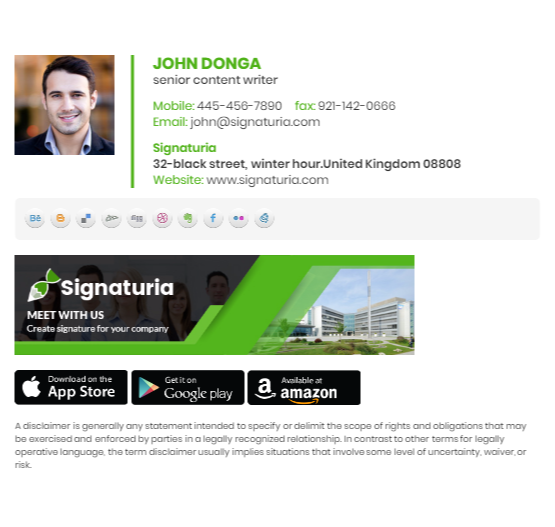 JOHN DONGA
senior content writer
Mobile: 445-456-7890 fax: 921-142-0666
Email: john@signaturia.com
Signaturia
32-black street, winter hour.United Kingdom 08808
Website: www.signaturia.com
Bē
Signaturia
MEET WITH US
Create signature for your company
Download on the
App Store
Get it on
Google play
Available at
amazon
A disclaimer is generally any statement intended to specify or delimit the scope of rights and obligations that may
be exercised and enforced by parties in a legally recognized relationship. In contrast to other terms for legally
operative language, the term disclaimer usually implies situations that involve some level of uncertainty, waiver, or
risk.